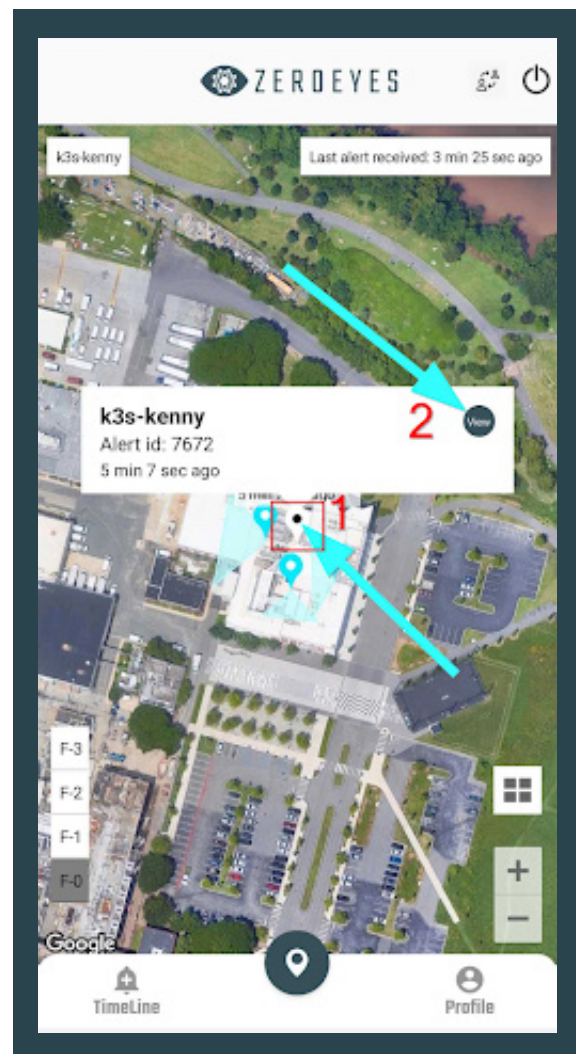 ZEROEYES
k3s-kenny
Last alert received: 3 min 25 sec ago
k3s-kenny
Alert id: 7672
5 min 7 sec ago
2
View
1
F-3
F-2
F-1
F-0
+
−
Google
TimeLine
Profile